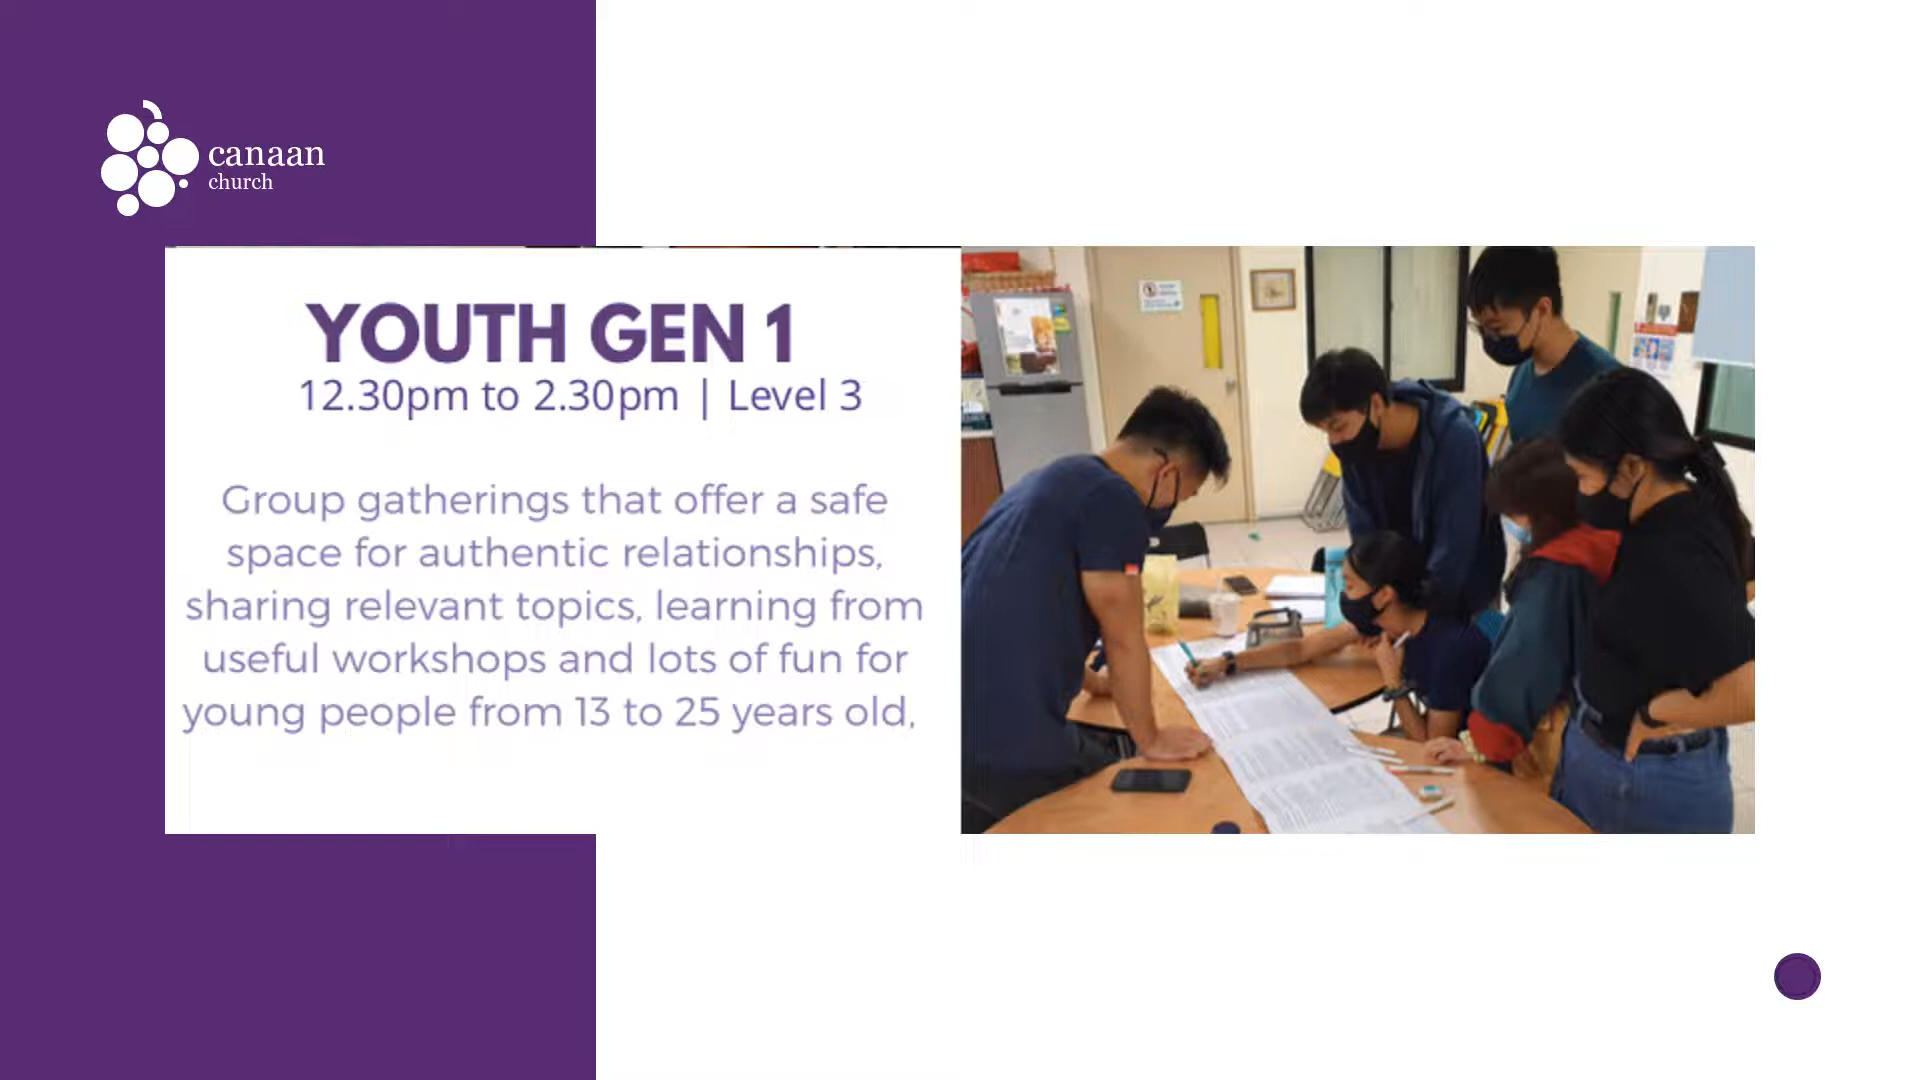 canaan
church
YOUTH GEN 1
12.30pm to 2.30pm | Level 3
Group gatherings that offer a safe
space for authentic relationships,
sharing relevant topics, learning from
useful workshops and lots of fun for
young people from 13 to 25 years old,